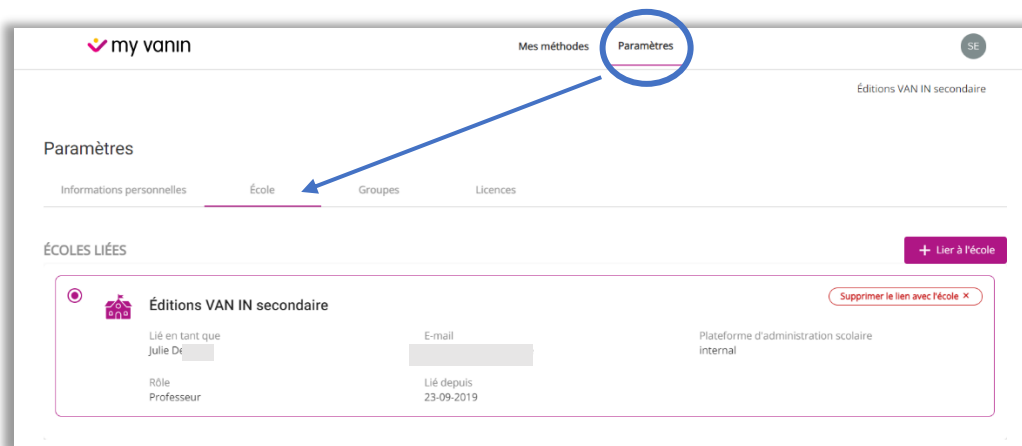 my vanın
Mes méthodes Paramètres SE
Éditions VAN IN secondaire
Paramètres
Informations personnelles École Groupes Licences
ÉCOLES LIÉES
+ Lier à l'école
Éditions VAN IN secondaire
Supprimer le lien avec l'école ×
Lié en tant que E-mail Plateforme d'administration scolaire
Julie De internal
Rôle Lié depuis
Professeur 23-09-2019